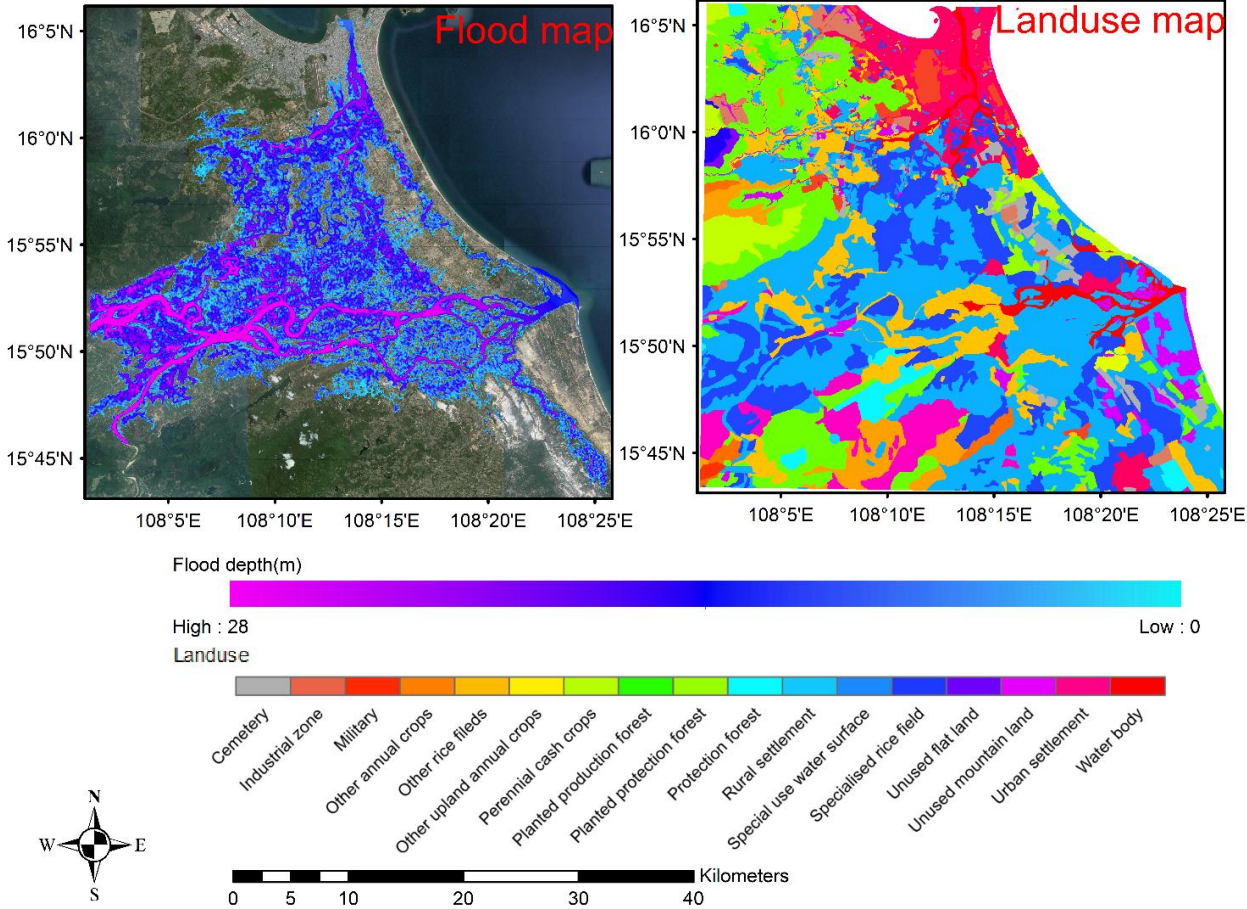 Flood map
Landuse map
16°5'N
16°0'N
15°55'N
15°50'N
15°45'N
16°5'N
16°0'N
15°55'N
15°50'N
15°45'N
108°5'E
108°10'E
108°15'E
108°20'E
108°25'E
108°5'E
108°10'E
108°15'E
108°20'E
108°25'E
Flood depth(m)
High : 28
Low : 0
Landuse
Cemetery
Industrial zone
Military
Other annual crops
Other rice fileds
Other upland annual crops
Perennial cash crops
Planted production forest
Planted protection forest
Protection forest
Rural settlement
Special use water surface
Specialised rice field
Unused flat land
Unused mountain land
Urban settlement
Water body
N
W
E
S
Kilometers
0 5 10 20 30 40